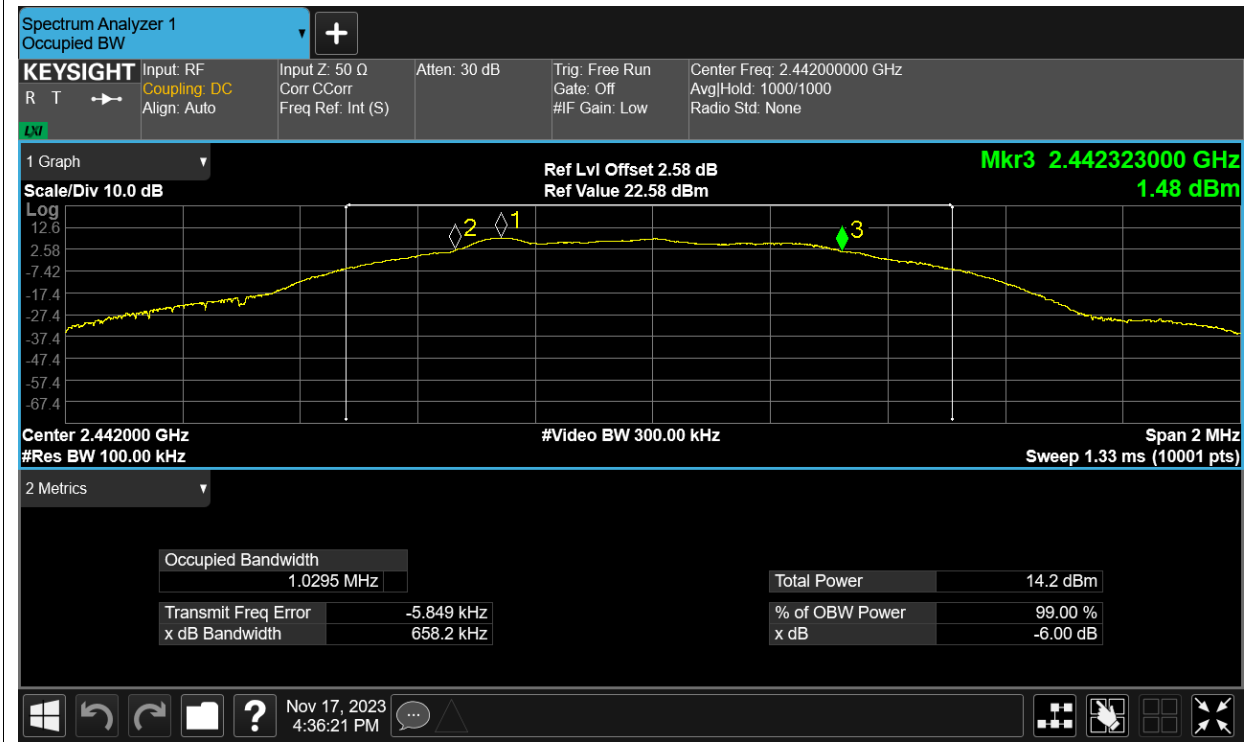 Spectrum Analyzer 1
Occupied BW
▼
+
KEYSIGHT
R T
LXI
Input: RF
Coupling: DC
Align: Auto
Input Z: 50 Ω
Corr CCorr
Freq Ref: Int (S)
Atten: 30 dB
Trig: Free Run
Gate: Off
#IF Gain: Low
Center Freq: 2.442000000 GHz
Avg|Hold: 1000/1000
Radio Std: None
1 Graph ▼
Scale/Div 10.0 dB
Ref Lvl Offset 2.58 dB
Ref Value 22.58 dBm
Mkr3 2.442323000 GHz
1.48 dBm
Log
12.6
2.58
-7.42
-17.4
-27.4
-37.4
-47.4
-57.4
-67.4
2
1
3
Center 2.442000 GHz
#Res BW 100.00 kHz
#Video BW 300.00 kHz
Span 2 MHz
Sweep 1.33 ms (10001 pts)
2 Metrics ▼
Occupied Bandwidth
1.0295 MHz
Transmit Freq Error -5.849 kHz
x dB Bandwidth 658.2 kHz
Total Power 14.2 dBm
% of OBW Power 99.00 %
x dB -6.00 dB
?
Nov 17, 2023
4:36:21 PM